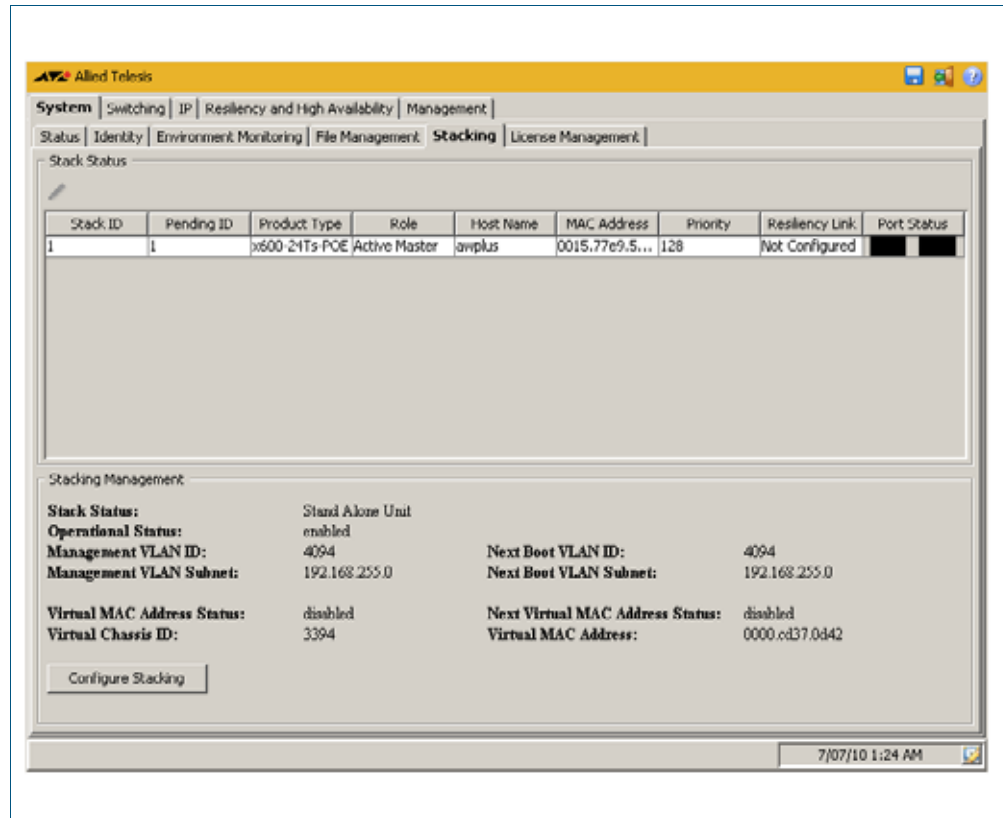 Allied Telesis
System Switching IP Resiliency and High Availability Management
Status Identity Environment Monitoring File Management Stacking License Management
Stack Status
Stack ID Pending ID Product Type Role Host Name MAC Address Priority Resiliency Link Port Status
1 1 x600-24Ts-POE Active Master awplus 0015.77e9.5... 128 Not Configured
Stacking Management
Stack Status: Stand Alone Unit
Operational Status: enabled
Management VLAN ID: 4094 Next Boot VLAN ID: 4094
Management VLAN Subnet: 192.168.255.0 Next Boot VLAN Subnet: 192.168.255.0
Virtual MAC Address Status: disabled Next Virtual MAC Address Status: disabled
Virtual Chassis ID: 3394 Virtual MAC Address: 0000.cd37.0d42
Configure Stacking
7/07/10 1:24 AM